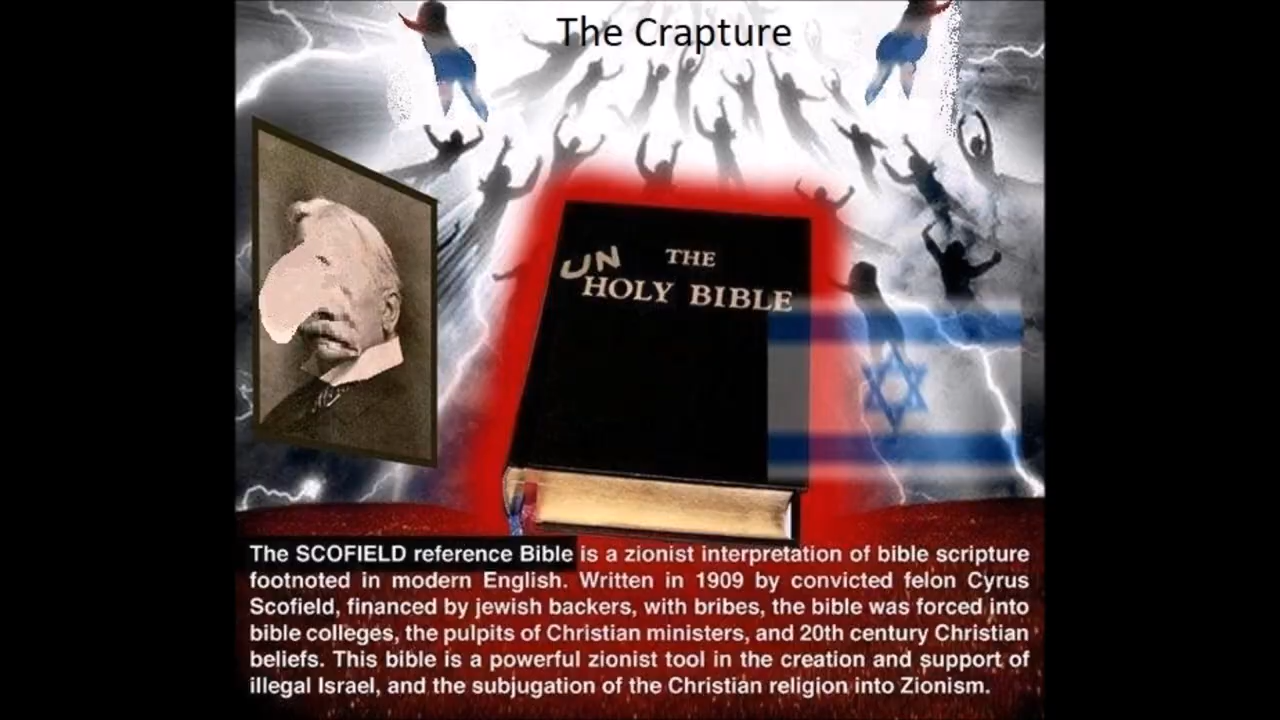 The Crapture
UN
THE
HOLY BIBLE
The SCOFIELD reference Bible is a zionist interpretation of bible scripture
footnoted in modern English. Written in 1909 by convicted felon Cyrus
Scofield, financed by jewish backers, with bribes, the bible was forced into
bible colleges, the pulpits of Christian ministers, and 20th century Christian
beliefs. This bible is a powerful zionist tool in the creation and support of
illegal Israel, and the subjugation of the Christian religion into Zionism.